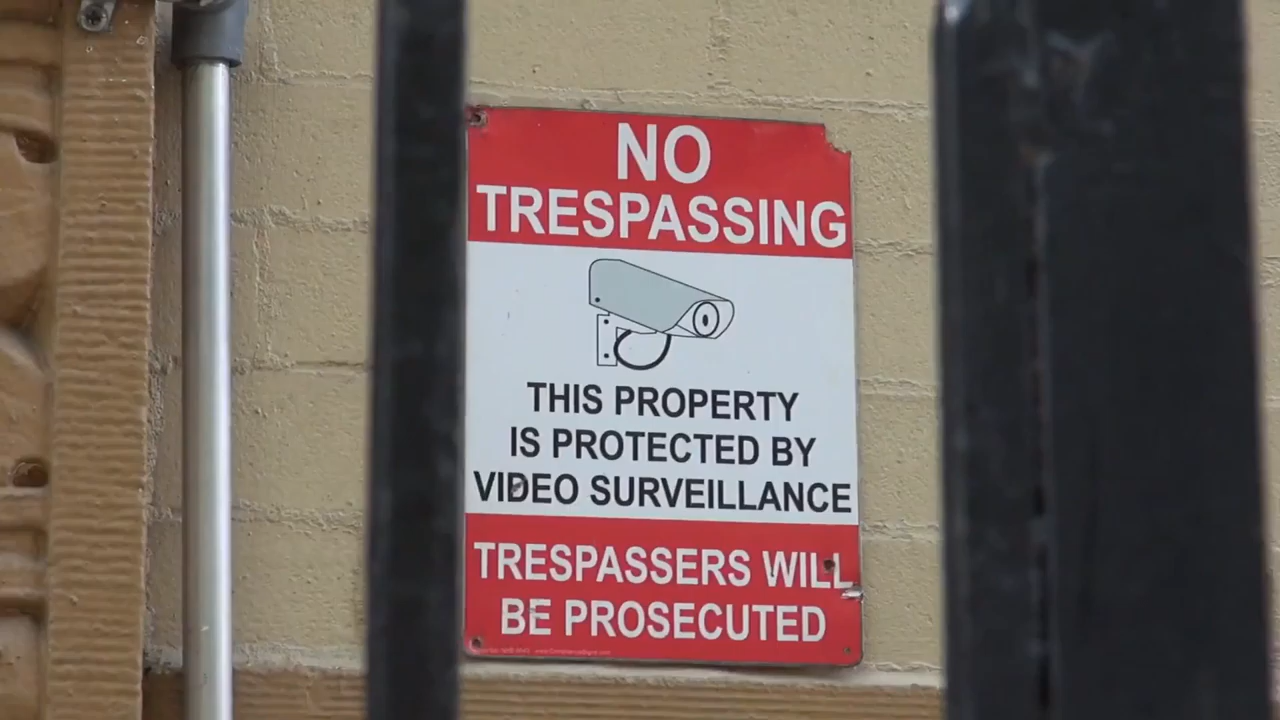 NO
TRESPASSING
THIS PROPERTY
IS PROTECTED BY
VIDEO SURVEILLANCE
TRESPASSERS WILL
BE PROSECUTED